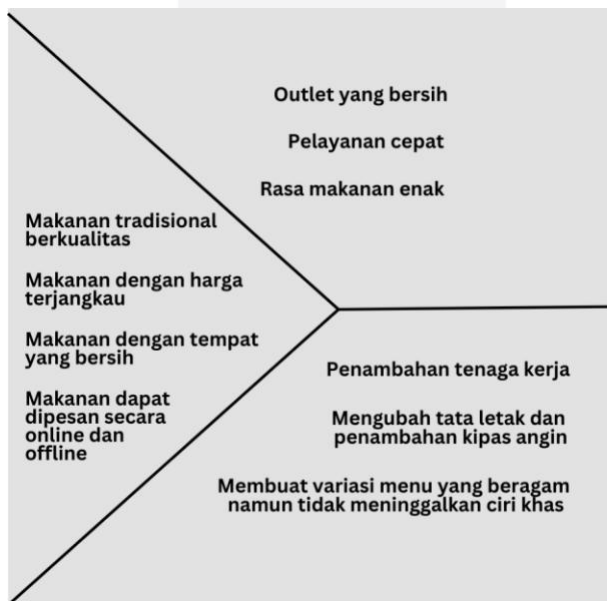 Outlet yang bersih
Pelayanan cepat
Rasa makanan enak
Makanan tradisional
berkualitas
Makanan dengan harga
terjangkau
Makanan dengan tempat
yang bersih
Makanan dapat
dipesan secara
online dan
offline
Penambahan tenaga kerja
Mengubah tata letak dan
penambahan kipas angin
Membuat variasi menu yang beragam
namun tidak meninggalkan ciri khas